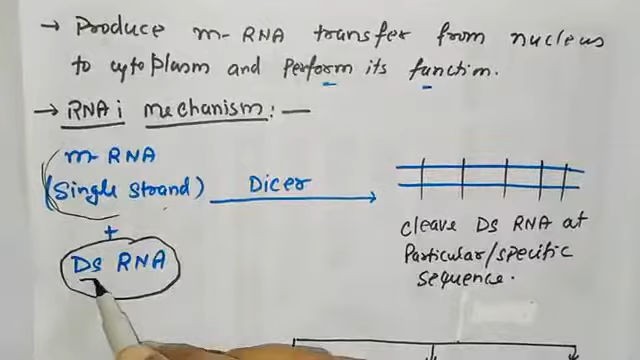 → Produce m-RNA transfer from nucleus
to cytoplasm and perform its function.
→ RNA i mechanism:—
m-RNA
(Single strand)
Dicer
+
Ds RNA
cleave Ds RNA at
Particular/specific
sequence.